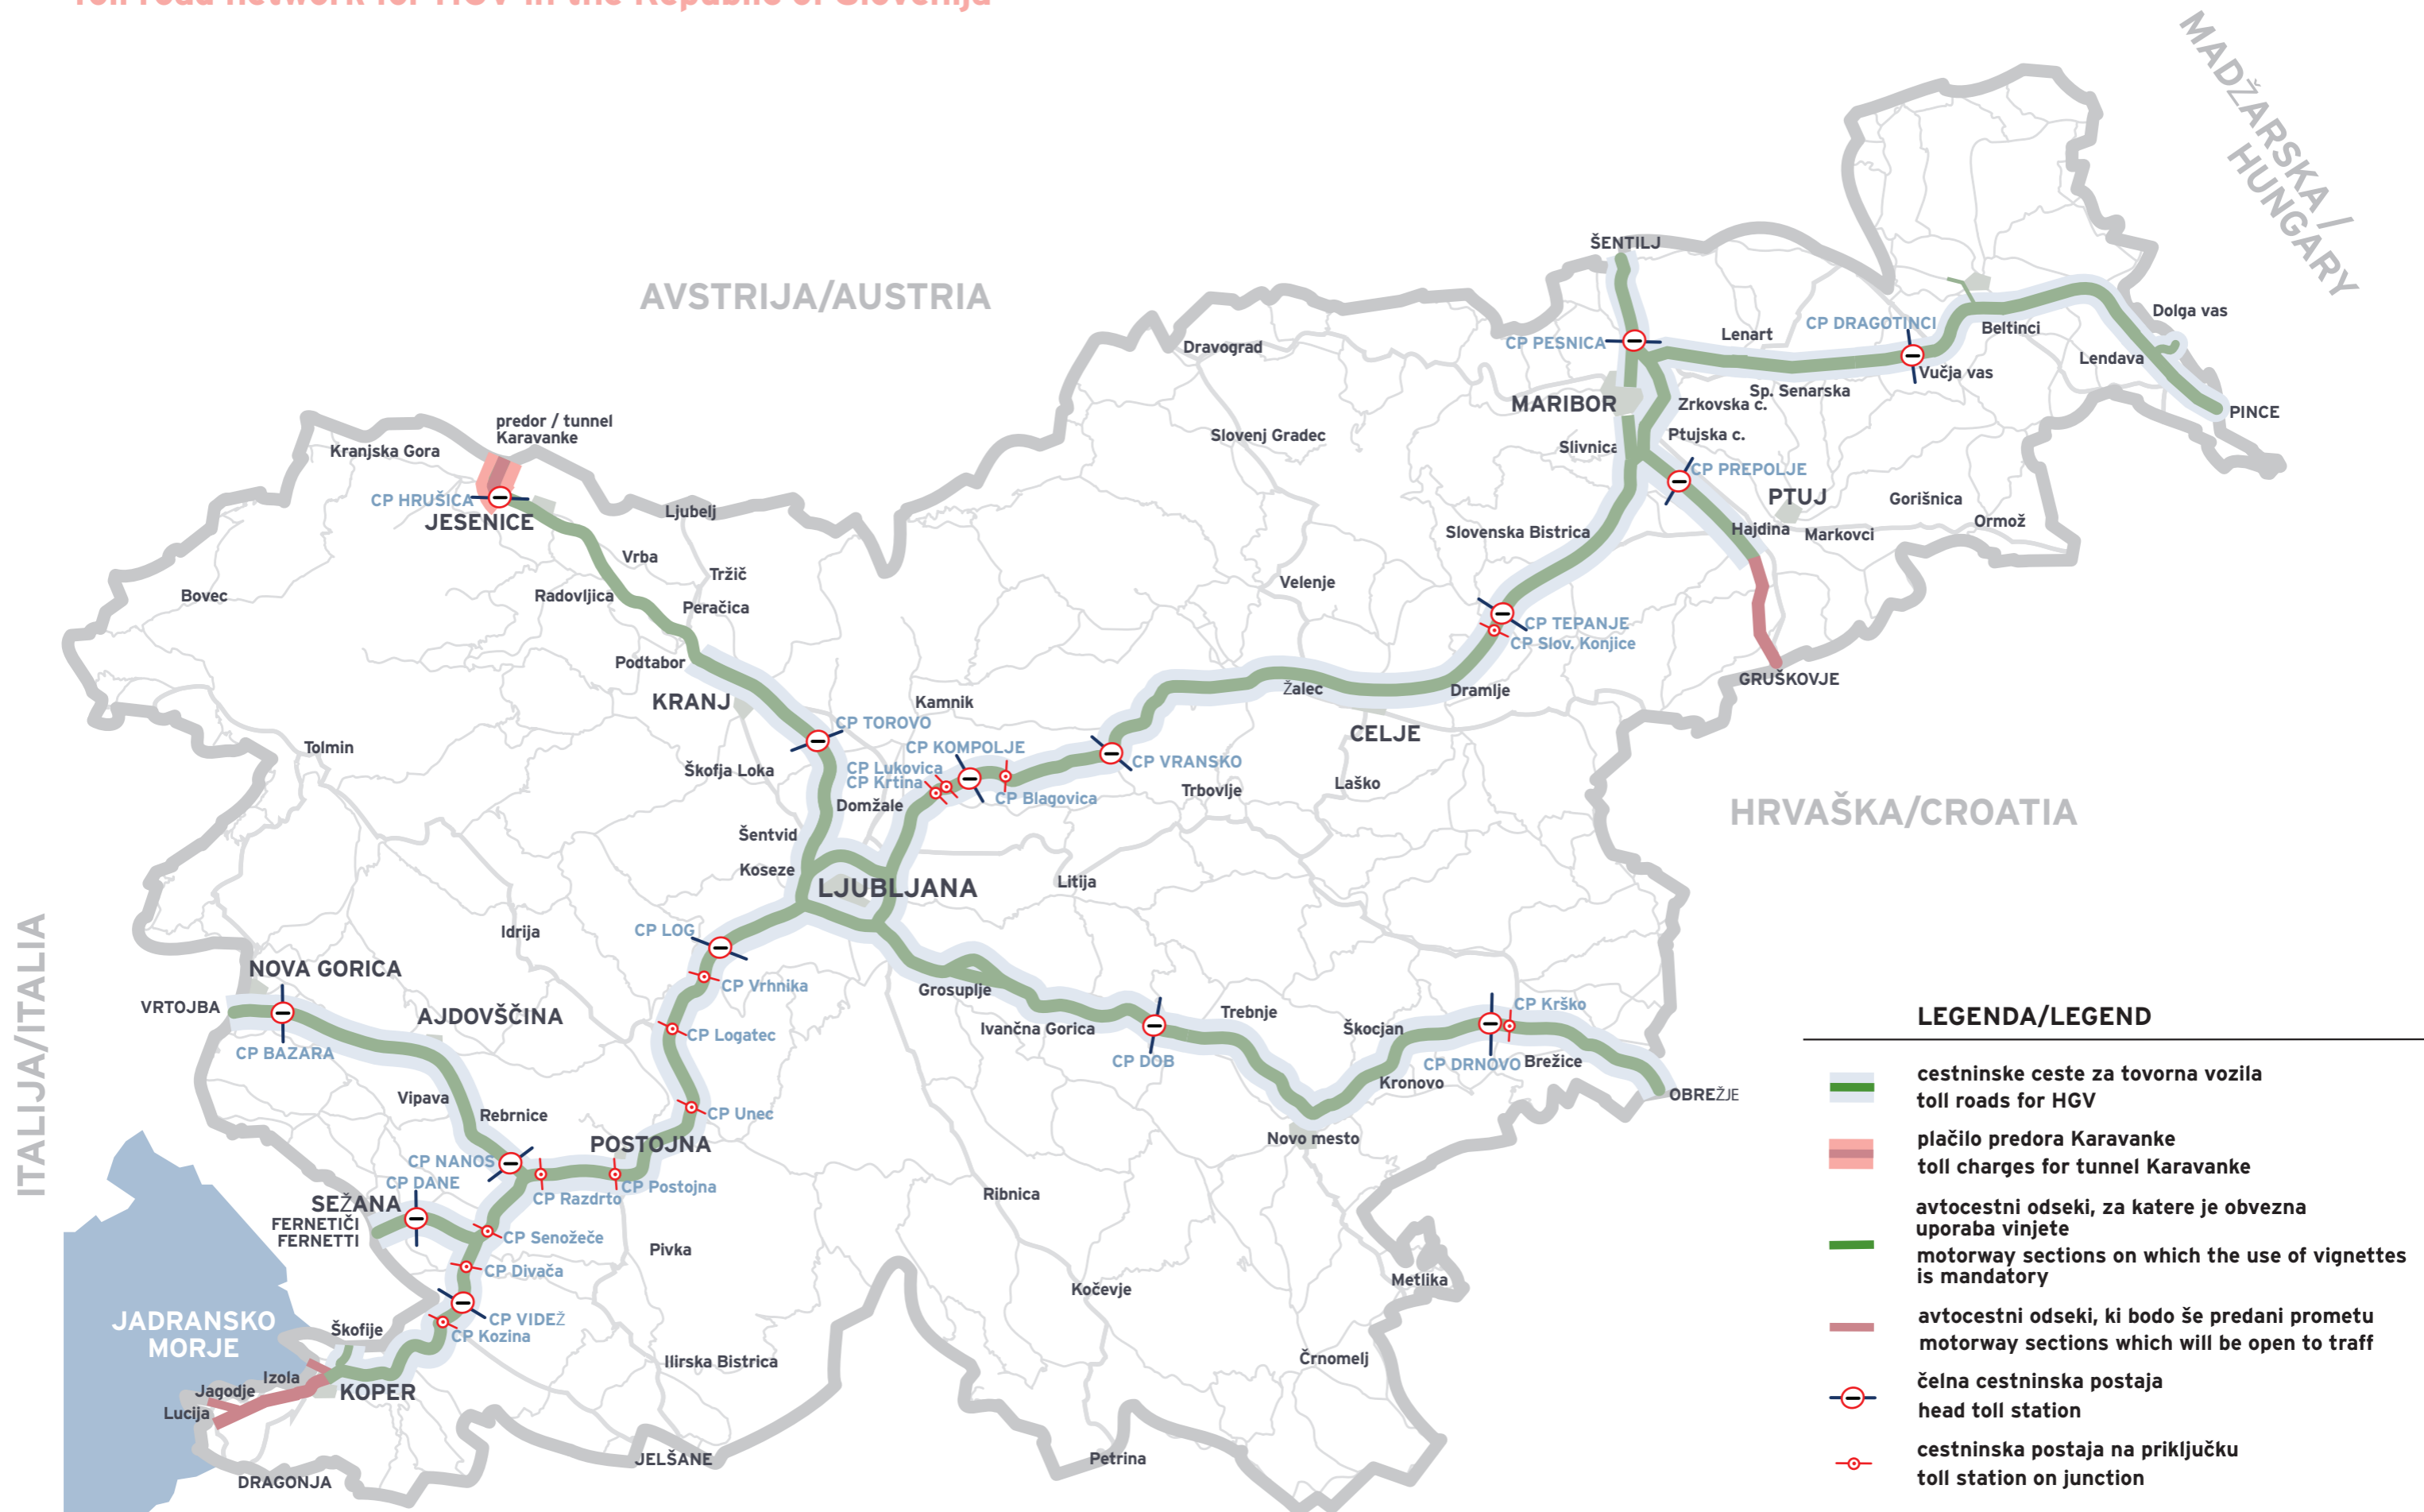 Toll road network for HGV in the Republic of Slovenija
MADŽARSKA /
HUNGARY
AVSTRIJA/AUSTRIA
ŠENTILJ
CP PESNICA
Lenart
CP DRAGOTINCI
Beltinci
Dolga vas
Lendava
Vučja vas
Sp. Senarska
PINCE
Dravograd
MARIBOR
Zrkovska c.
Ptujska c.
Slivnica
CP PREPOLJE
PTUJ
Gorišnica
Ormož
Hajdina
Markovci
Slovenj Gradec
Slovenska Bistrica
predor / tunnel
Karavanke
Kranjska Gora
CP HRUŠICA
JESENICE
Ljubelj
Vrba
Tržič
Bovec
Radovljica
Peračica
Velenje
CP TEPANJE
CP Slov. Konjice
Podtabor
KRANJ
Kamnik
Žalec
Dramlje
GRUŠKOVJE
CP TOROVO
CELJE
Tolmin
CP KOMPOLJE
CP VRANSKO
Škofja Loka
CP Lukovica
CP Krtina
CP Blagovica
Trbovlje
Laško
Domžale
HRVAŠKA/CROATIA
Šentvid
Koseze
LJUBLJANA
Litija
ITALIJA/ITALIA
Idrija
CP LOG
NOVA GORICA
CP Vrhnika
Grosuplje
VRTOJBA
AJDOVŠČINA
CP Logatec
Ivančna Gorica
Trebnje
Škocjan
CP Krško
CP BAZARA
CP DOB
CP DRNOVO
Brežice
Kronovo
OBREŽJE
Vipava
Rebrnice
CP Unec
POSTOJNA
Novo mesto
CP NANOS
CP DANE
CP Razdrto
CP Postojna
SEŽANA
FERNETIČI
FERNETTI
Ribnica
CP Senožeče
Pivka
CP Divača
Kočevje
Metlika
JADRANSKO
MORJE
Škofije
CP VIDEŽ
CP Kozina
Ilirska Bistrica
Črnomelj
Izola
Jagodje
KOPER
Lucija
JELŠANE
Petrina
DRAGONJA
LEGENDA/LEGEND
cestninske ceste za tovorna vozila
toll roads for HGV
plačilo predora Karavanke
toll charges for tunnel Karavanke
avtocestni odseki, za katere je obvezna
uporaba vinjete
motorway sections on which the use of vignettes
is mandatory
avtocestni odseki, ki bodo še predani prometu
motorway sections which will be open to traff
čelna cestninska postaja
head toll station
cestninska postaja na priključku
toll station on junction